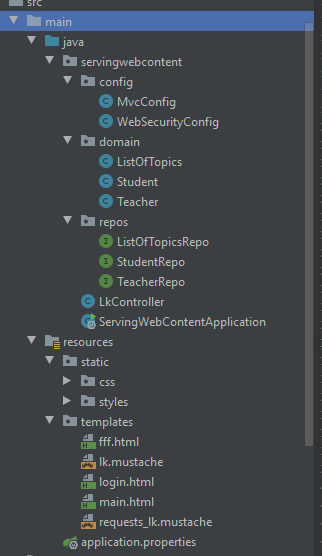 src
main
java
servingwebcontent
config
MvcConfig
WebSecurityConfig
domain
ListOfTopics
Student
Teacher
repos
ListOfTopicsRepo
StudentRepo
TeacherRepo
LkController
ServingWebContentApplication
resources
static
css
styles
templates
fff.html
lk.mustache
login.html
main.html
requests_lk.mustache
application.properties